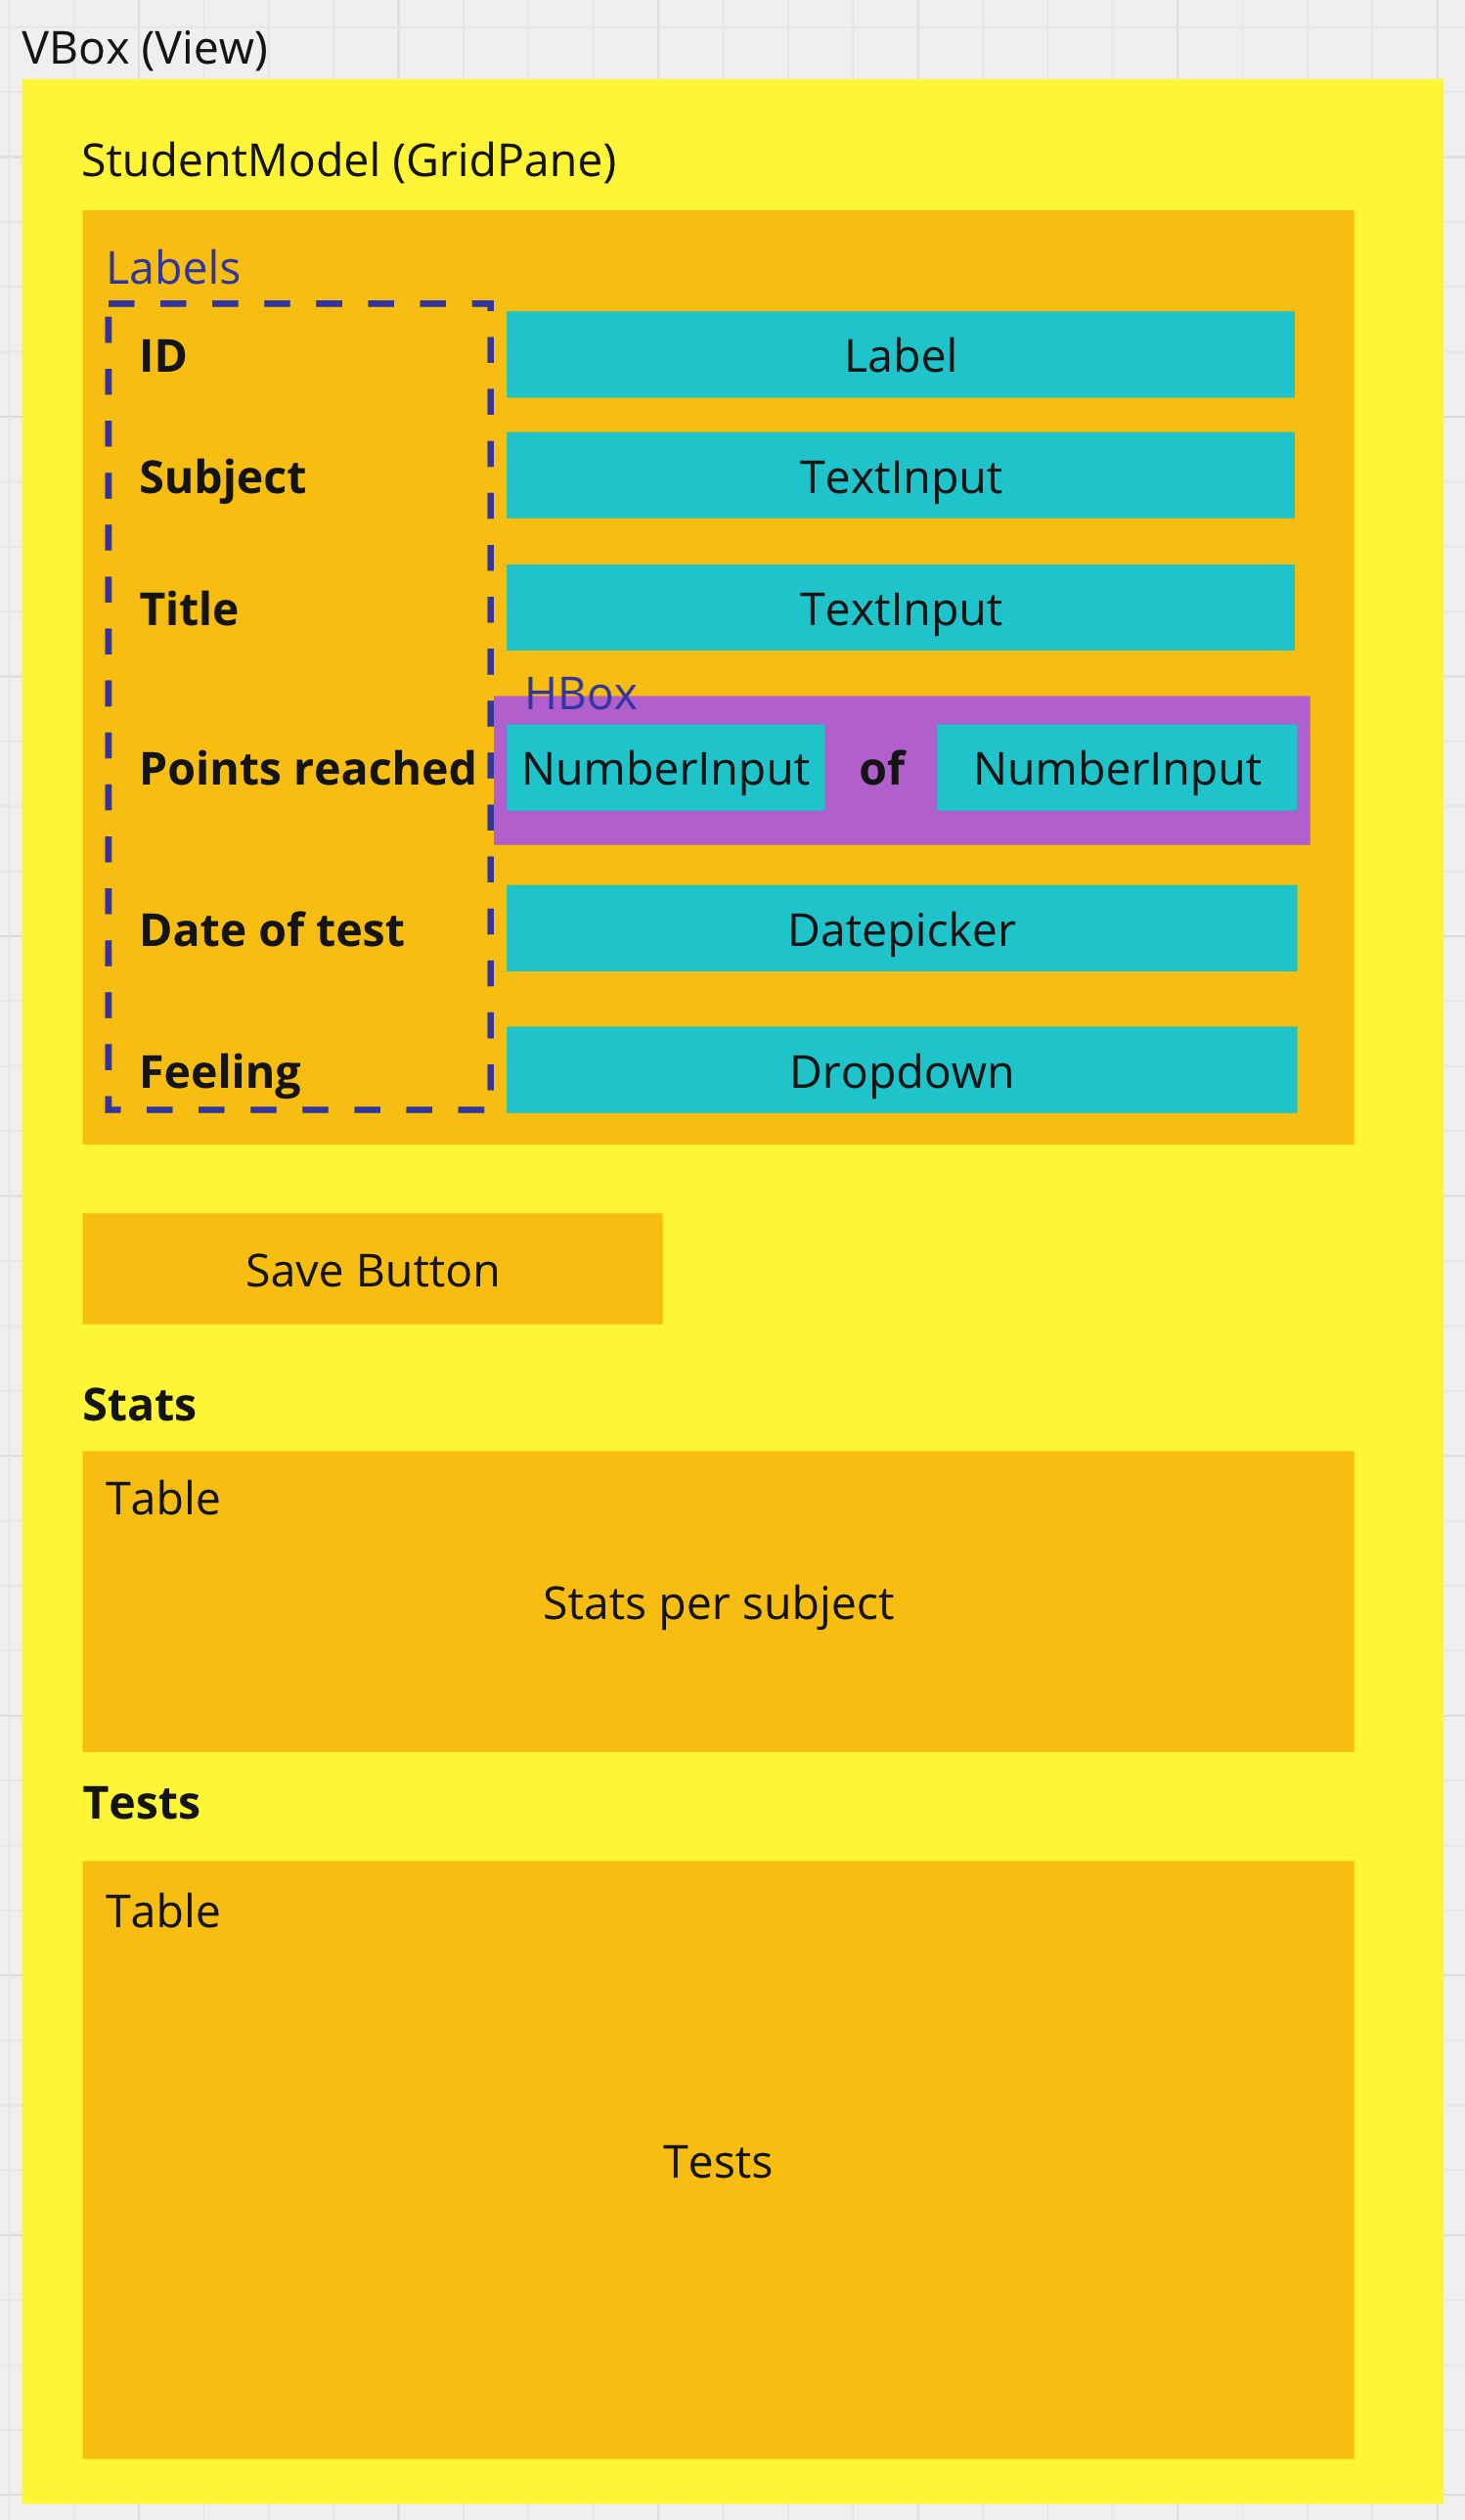 VBox (View)
StudentModel (GridPane)
Labels
ID
Label
Subject
TextInput
Title
TextInput
HBox
Points reached
NumberInput
of
NumberInput
Date of test
Datepicker
Feeling
Dropdown
Save Button
Stats
Table
Stats per subject
Tests
Table
Tests